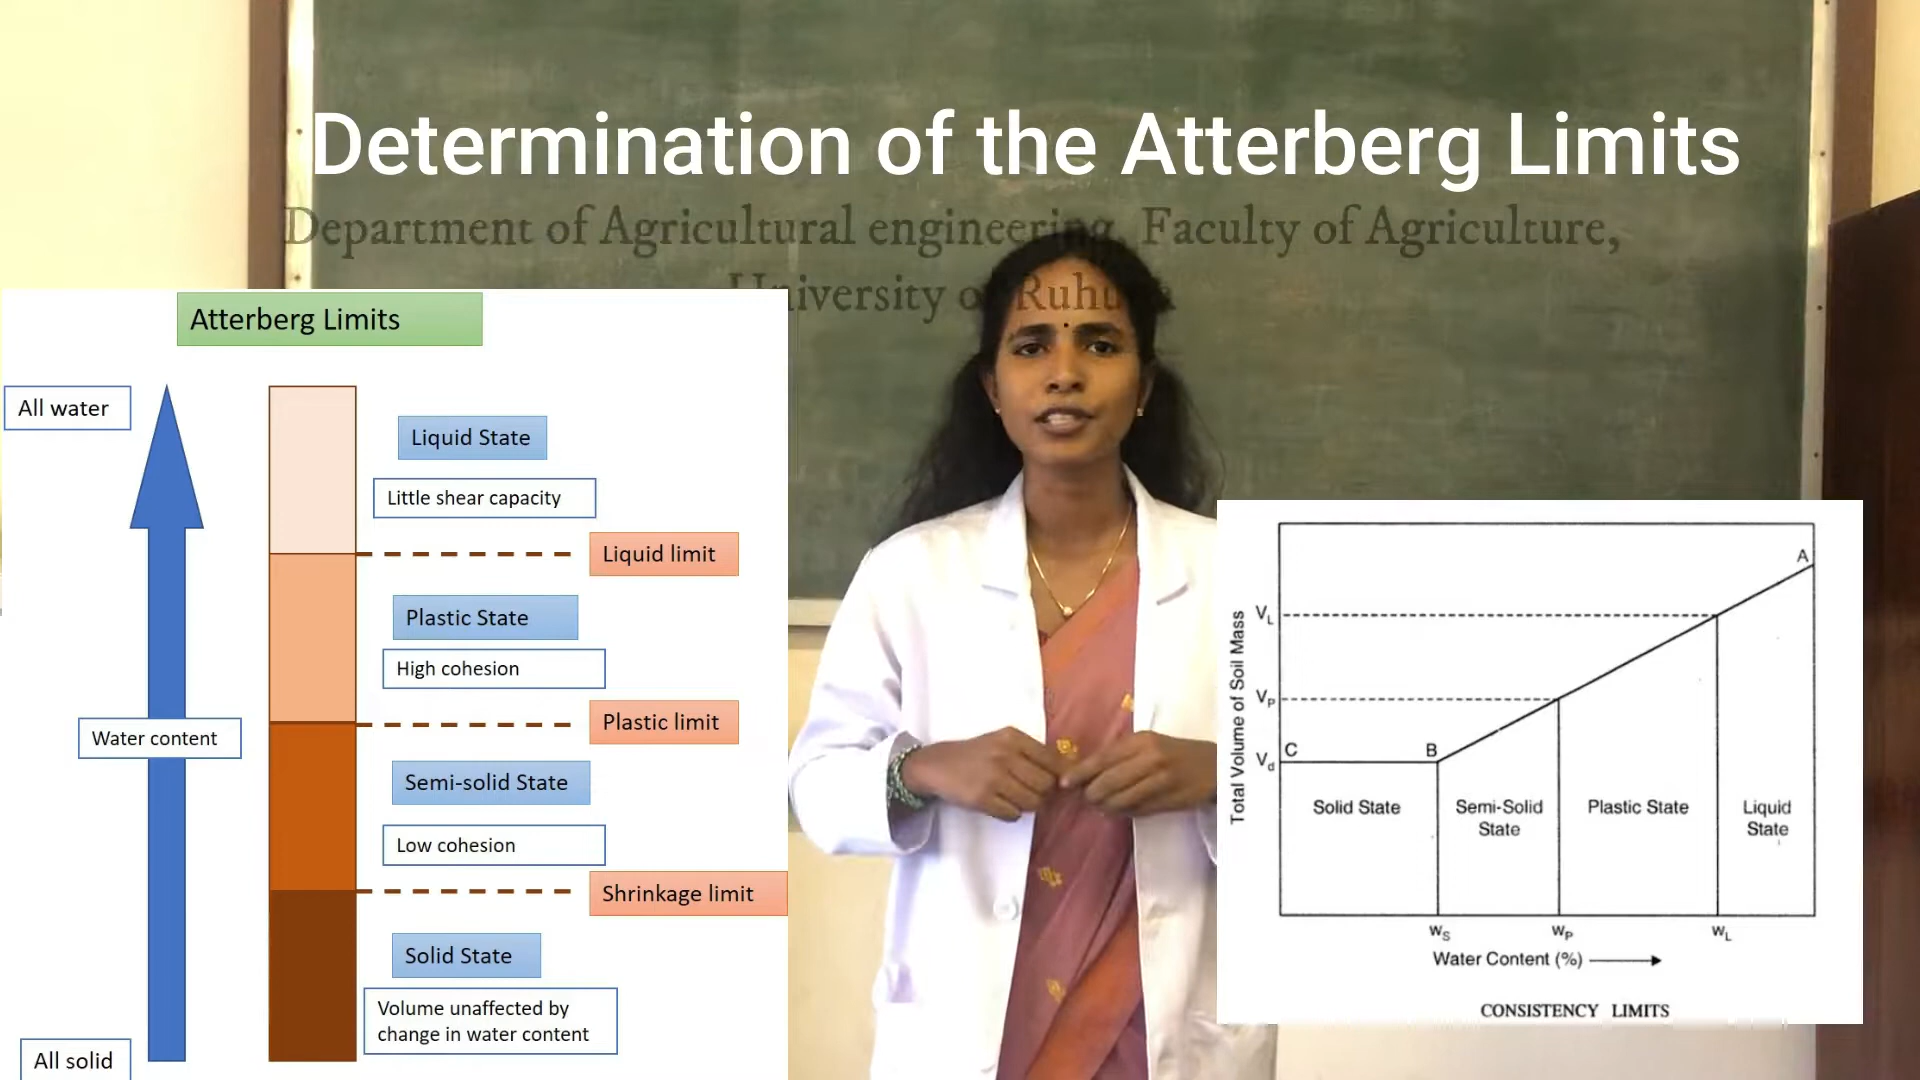 Determination of the Atterberg Limits
Department of Agricultural engineering, Faculty of Agriculture,
University of Ruhuna
Atterberg Limits
All water
Liquid State
Little shear capacity
Liquid limit
Plastic State
High cohesion
Plastic limit
Water content
Semi-solid State
Low cohesion
Shrinkage limit
Solid State
Volume unaffected by
change in water content
All solid
Total Volume of Soil Mass
A
VL
VP
Vd
C
B
Solid State
Semi-Solid
State
Plastic State
Liquid
State
wS
wP
wL
Water Content (%)
CONSISTENCY LIMITS